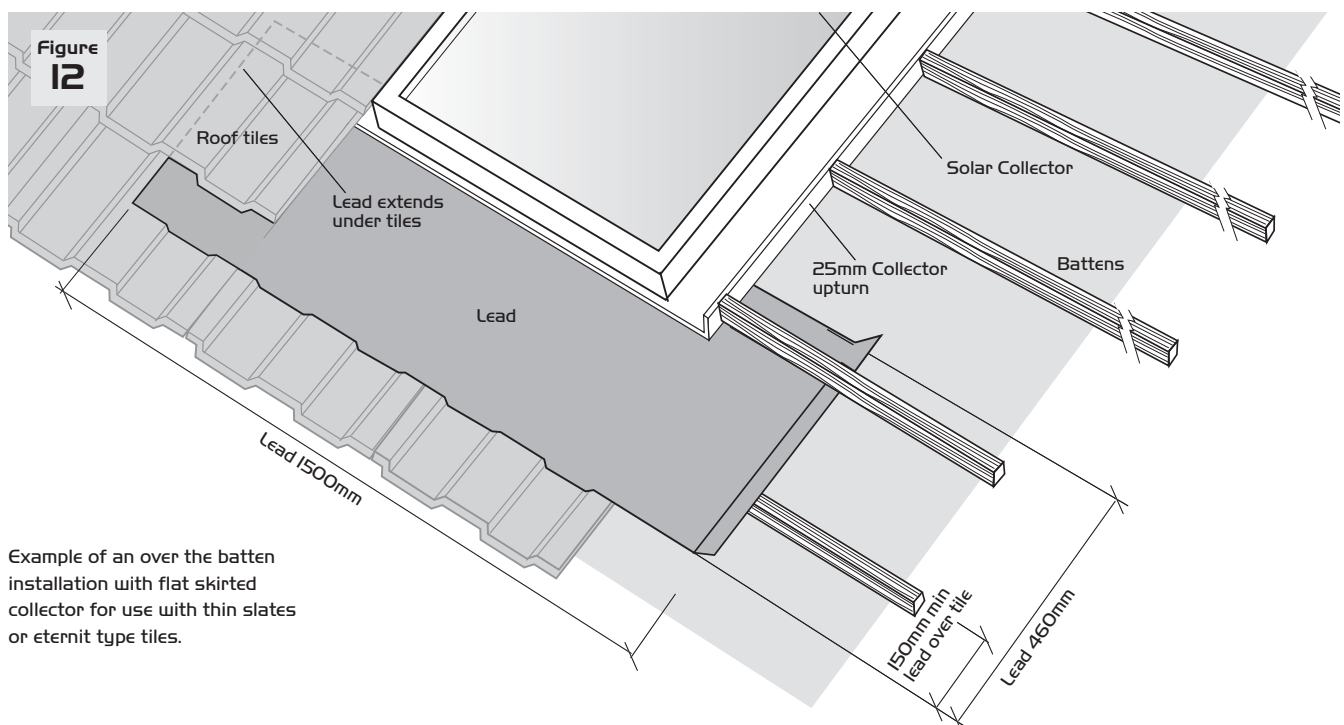 Figure
12
Roof tiles
Lead extends
under tiles
Solar Collector
25mm Collector
upturn
Battens
Lead
Lead 1500mm
150mm min
lead over tile
Lead 460mm
Example of an over the batten
installation with flat skirted
collector for use with thin slates
or eternit type tiles.